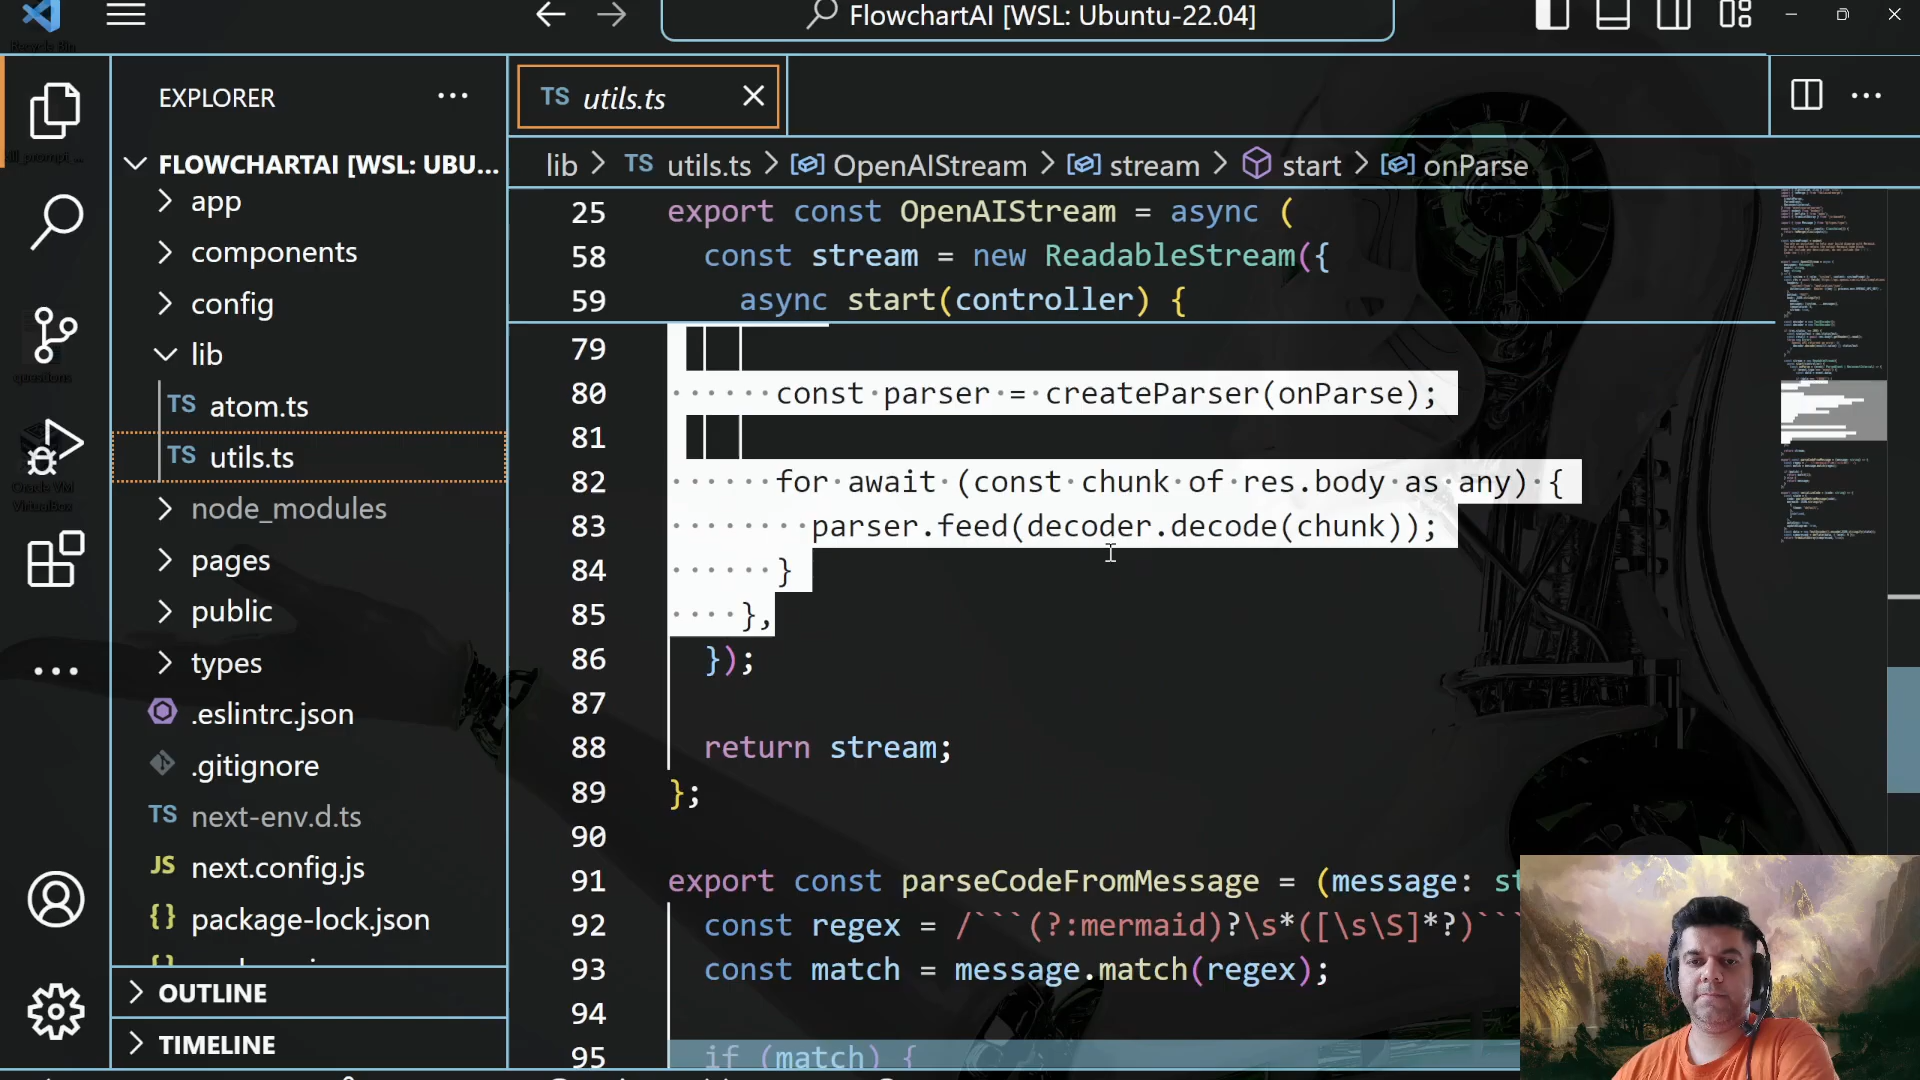 FlowchartAI [WSL: Ubuntu-22.04]
EXPLORER
FLOWCHARTAI [WSL: UBU...
app
components
config
lib
TS atom.ts
TS utils.ts
node_modules
pages
public
types
.eslintrc.json
.gitignore
TS next-env.d.ts
JS next.config.js
{} package-lock.json
OUTLINE
TIMELINE
TS utils.ts
lib > TS utils.ts > OpenAIStream > stream > start > onParse
25 export const OpenAIStream = async (
58 const stream = new ReadableStream({
59 async start(controller) {
79
80 const parser = createParser(onParse);
81
82 for await (const chunk of res.body as any) {
83 parser.feed(decoder.decode(chunk));
84 }
85 },
86 });
87
88 return stream;
89 };
90
91 export const parseCodeFromMessage = (message: st
92 const regex = /```(?:mermaid)?\s*([\s\S]*?)```
93 const match = message.match(regex);
94
95 if (match) {